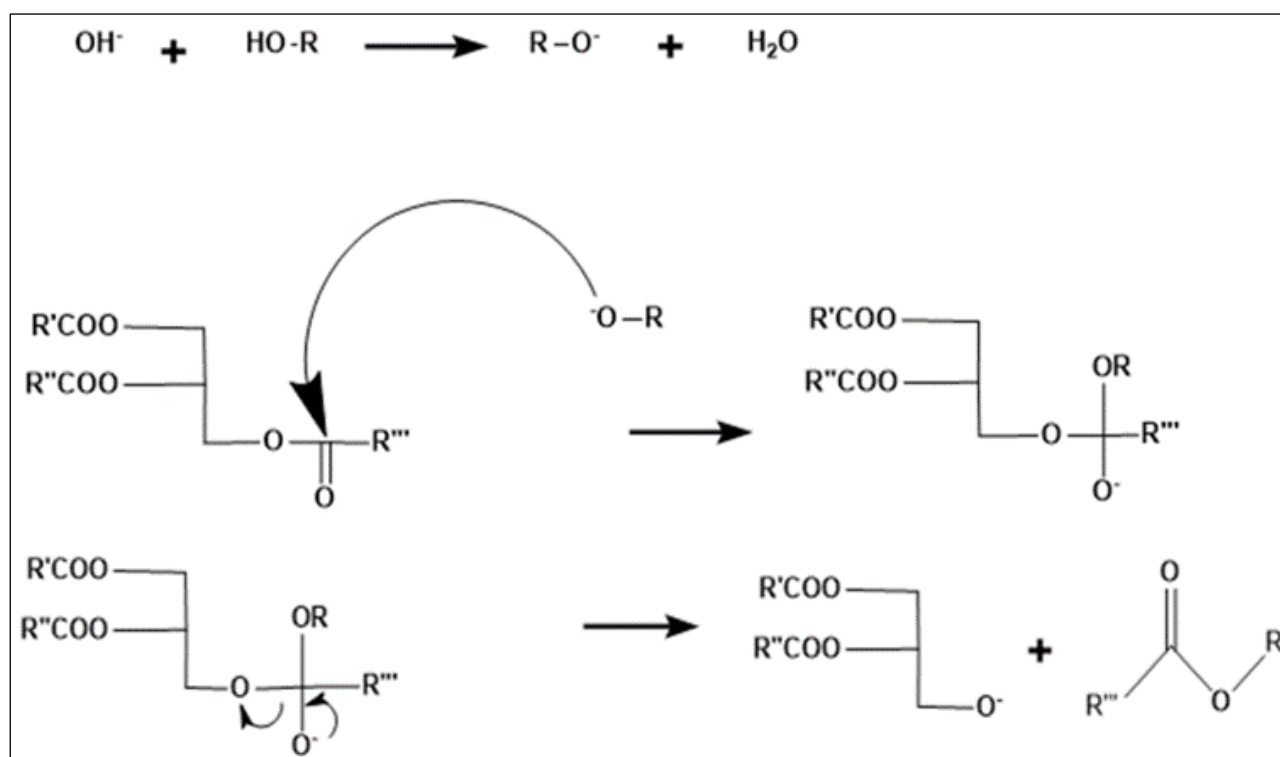 OH⁻ + HO-R R–O⁻ + H₂O
⁻O–R
R'COO
R''COO
O R'''
O
R'COO
R''COO
OR
O R'''
O⁻
R'COO
R''COO
OR
O R'''
O⁻
R'COO
R''COO
O⁻
+
O
R
R''' O